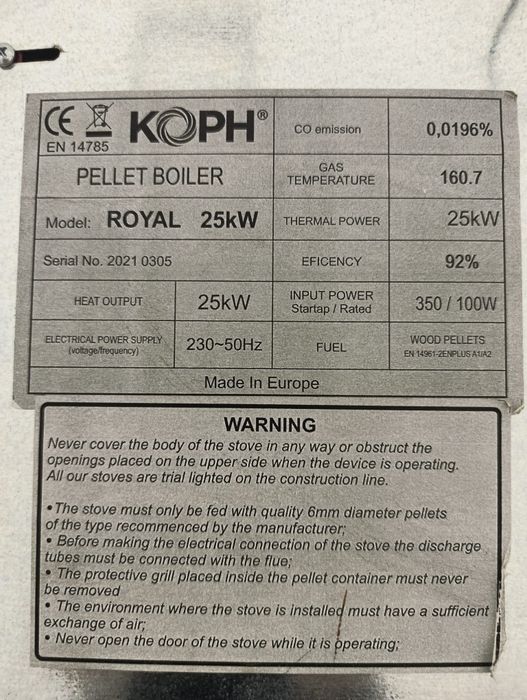 CE KOPH®
EN 14785
CO emission 0,0196%
PELLET BOILER
GAS
TEMPERATURE 160.7
Model: ROYAL 25kW
THERMAL POWER 25kW
Serial No. 2021 0305
EFICENCY 92%
HEAT OUTPUT 25kW
INPUT POWER
Startap / Rated 350 / 100W
ELECTRICAL POWER SUPPLY
(voltage/frequency) 230~50Hz
FUEL
WOOD PELLETS
EN 14961-2ENPLUS A1/A2
Made In Europe
WARNING
Never cover the body of the stove in any way or obstruct the
openings placed on the upper side when the device is operating.
All our stoves are trial lighted on the construction line.
• The stove must only be fed with quality 6mm diameter pellets
of the type recommenced by the manufacturer;
• Before making the electrical connection of the stove the discharge
tubes must be connected with the flue;
• The protective grill placed inside the pellet container must never
be removed
• The environment where the stove is installed must have a sufficient
exchange of air;
• Never open the door of the stove while it is operating;